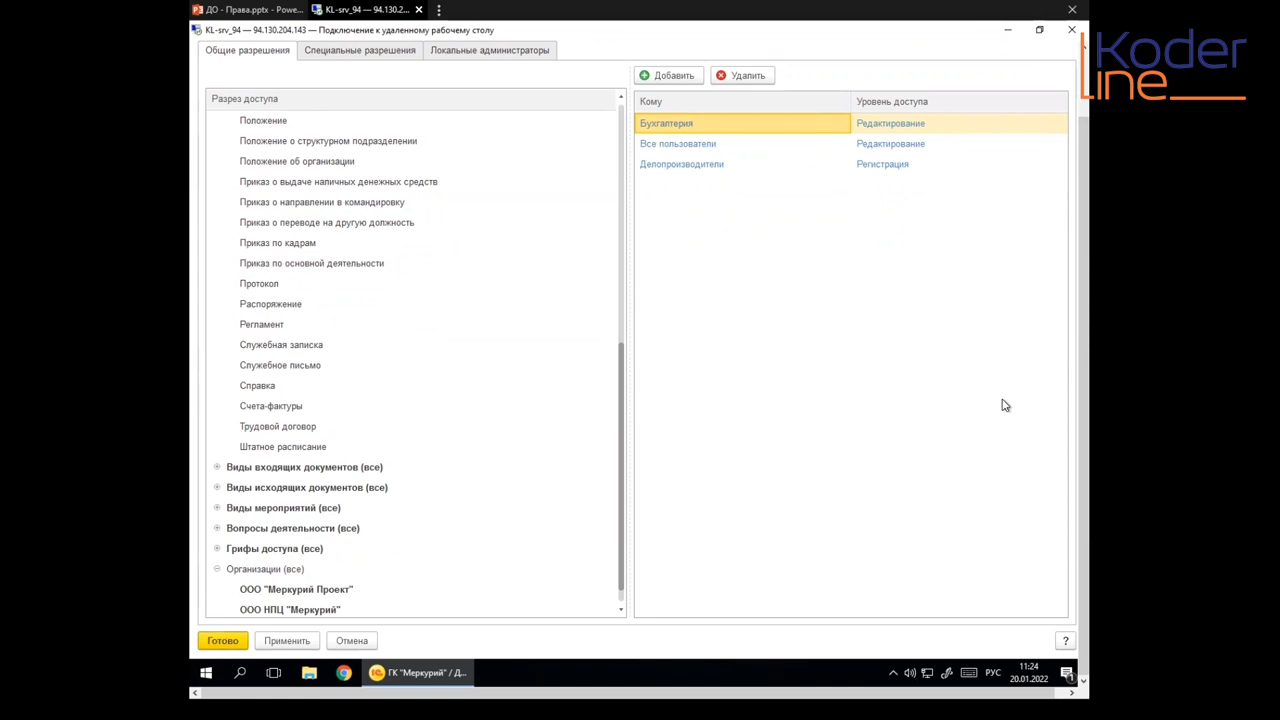 ДО - Права.pptx - Powe...
KL-srv_94 — 94.130.2...
KL-srv_94 — 94.130.204.143 — Подключение к удаленному рабочему столу
Koder
Line
Общие разрешения
Специальные разрешения
Локальные администраторы
Добавить
Удалить
Разрез доступа
Положение
Положение о структурном подразделении
Положение об организации
Приказ о выдаче наличных денежных средств
Приказ о направлении в командировку
Приказ о переводе на другую должность
Приказ по кадрам
Приказ по основной деятельности
Протокол
Распоряжение
Регламент
Служебная записка
Служебное письмо
Справка
Счета-фактуры
Трудовой договор
Штатное расписание
Виды входящих документов (все)
Виды исходящих документов (все)
Виды мероприятий (все)
Вопросы деятельности (все)
Грифы доступа (все)
Организации (все)
ООО "Меркурий Проект"
ООО НПЦ "Меркурий"
Кому
Уровень доступа
Бухгалтерия
Редактирование
Все пользователи
Редактирование
Делопроизводители
Регистрация
Готово
Применить
Отмена
?
ГК "Меркурий" / Д...
РУС
11:24
20.01.2022
1